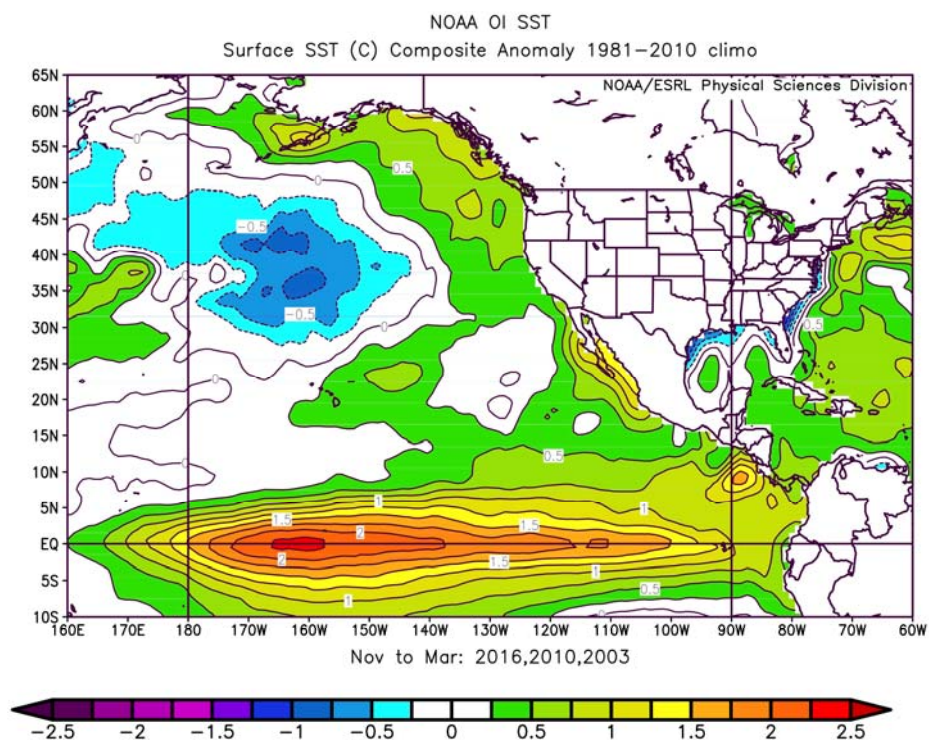 NOAA OI SST
Surface SST (C) Composite Anomaly 1981-2010 climo
NOAA/ESRL Physical Sciences Division
65N
60N
55N
50N
45N
40N
35N
30N
25N
20N
15N
10N
5N
EQ
5S
10S
0
0.5
0
-0.5
-0.5
0
0.5
0
0
0.5
1
1.5
1.5
2
2
1.5
1
1
0.5
0
160E 170E 180 170W 160W 150W 140W 130W 120W 110W 100W 90W 80W 70W 60W
Nov to Mar: 2016,2010,2003
-2.5 -2 -1.5 -1 -0.5 0 0.5 1 1.5 2 2.5